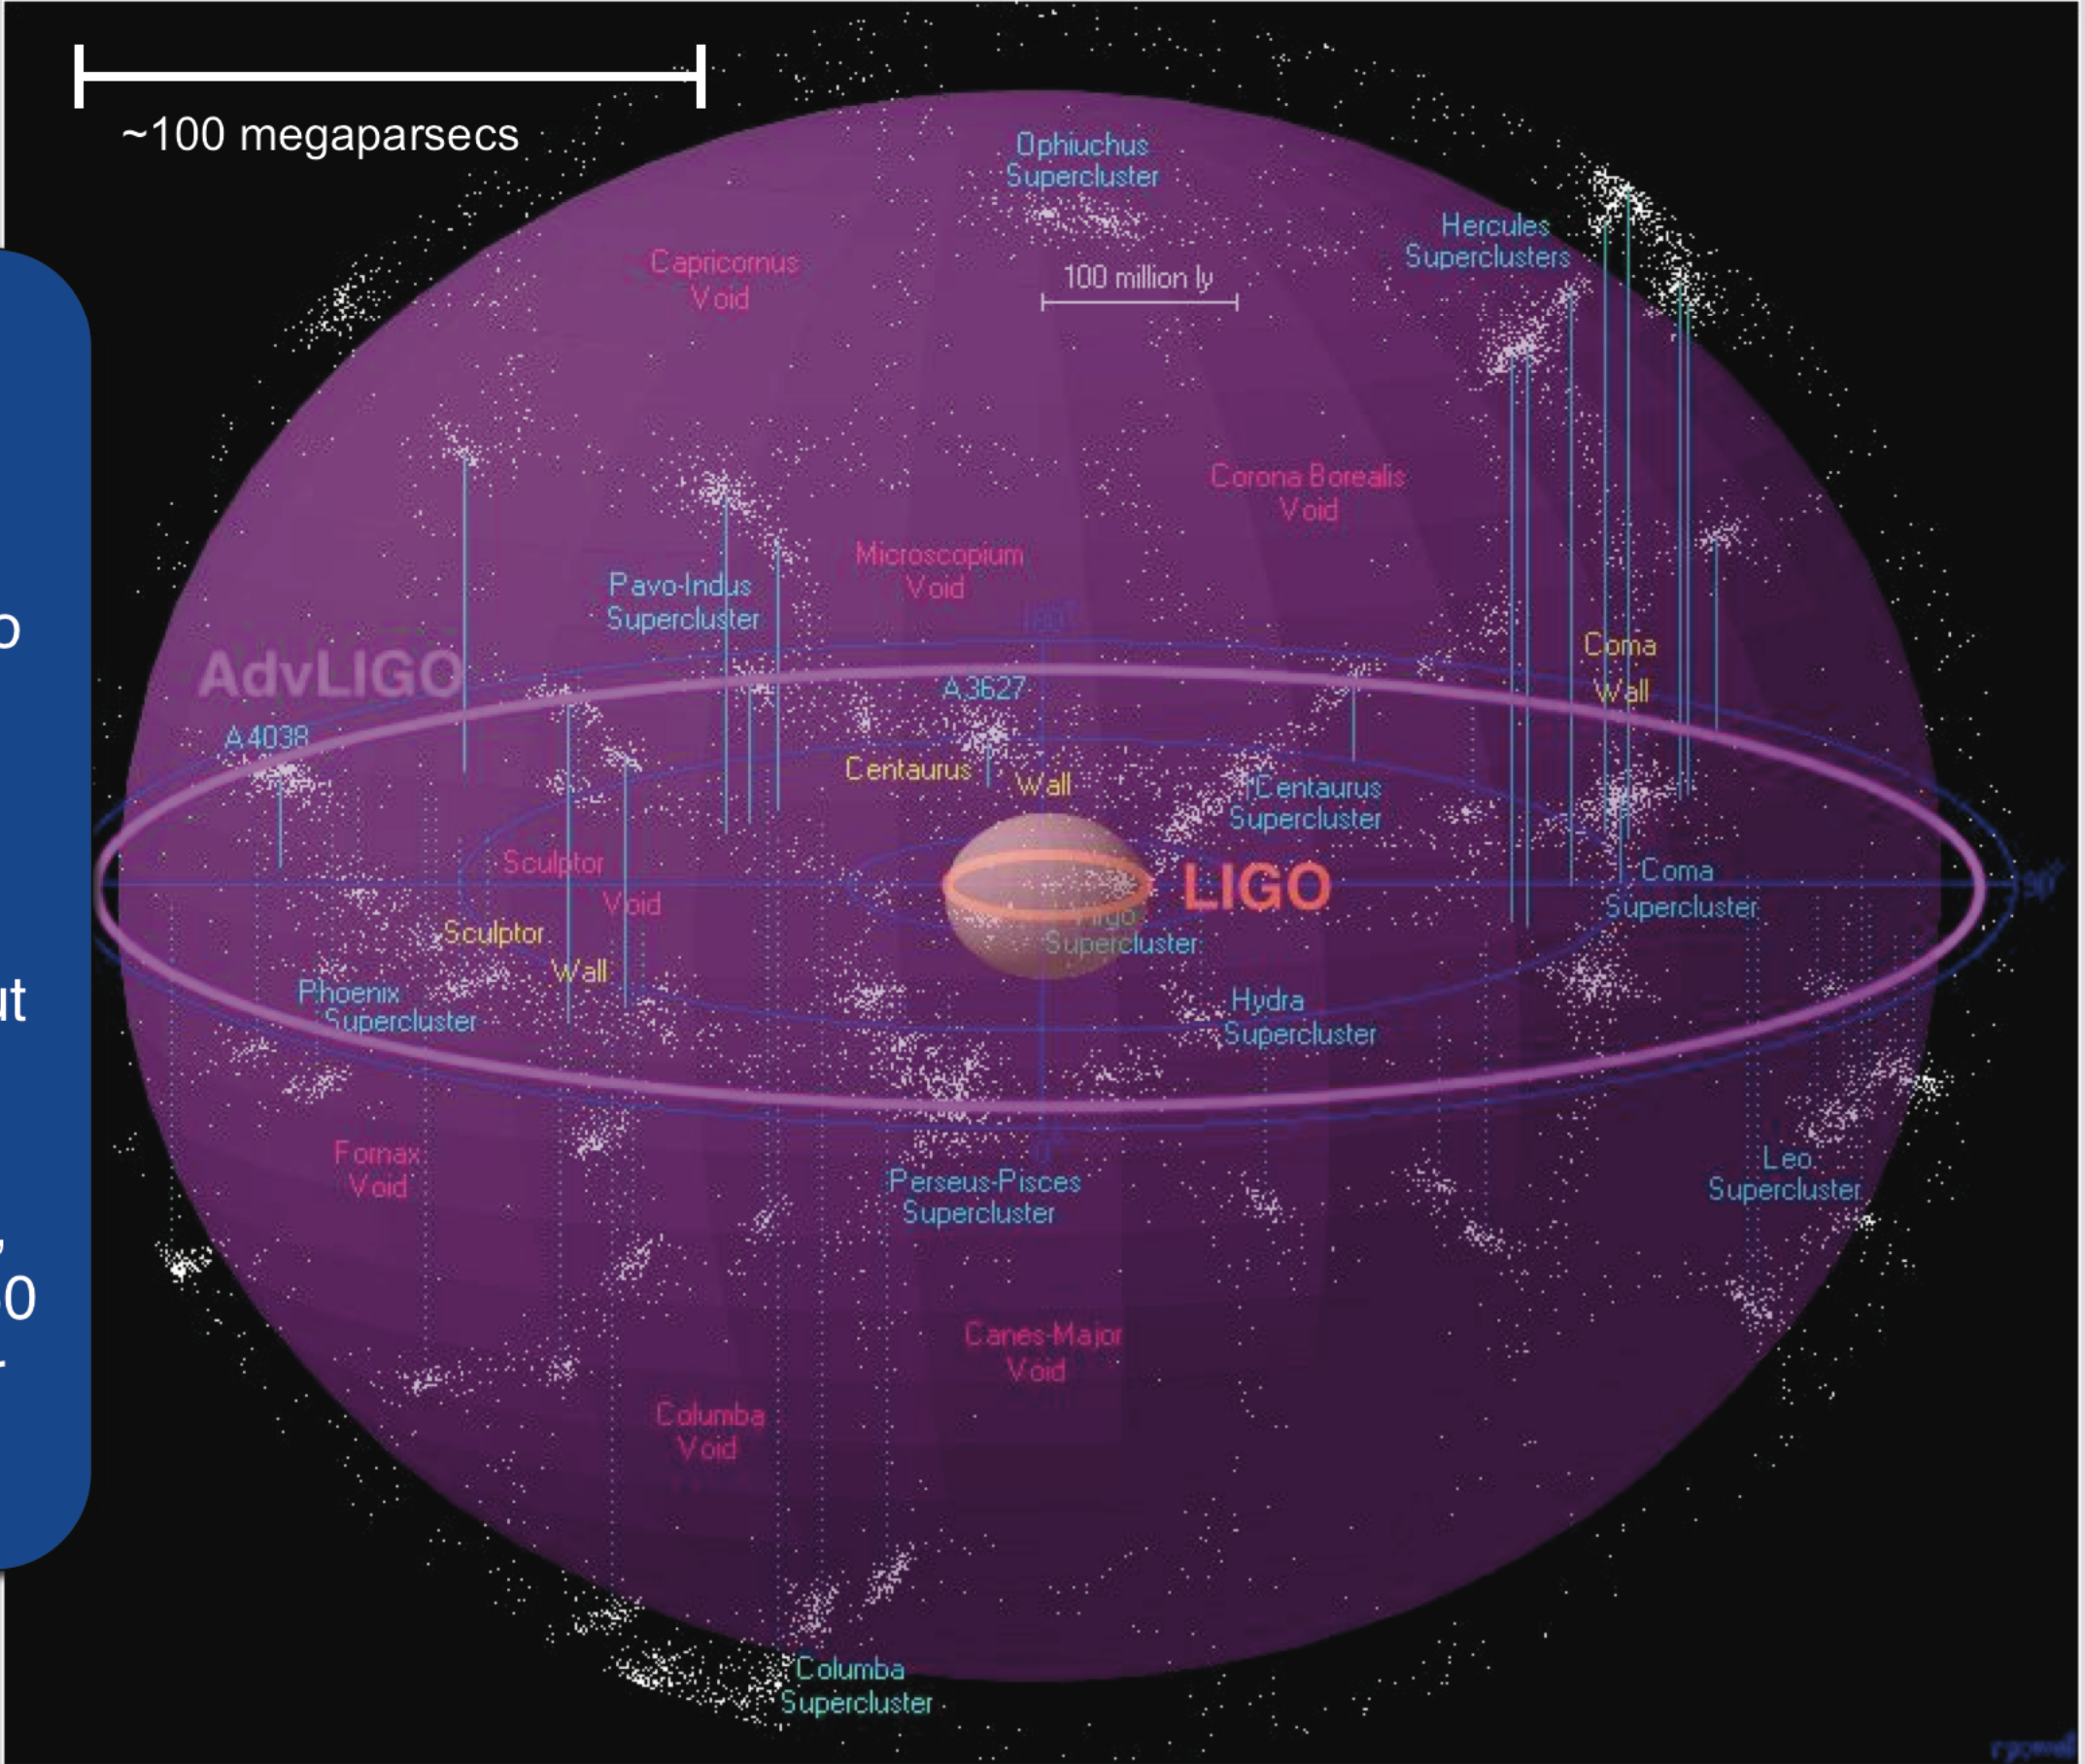 ~100 megaparsecs
Ophiuchus
Supercluster
Hercules
Superclusters
Capricornus
Void
100 million ly
Corona Borealis
Void
Microscopium
Void
Pavo-Indus
Supercluster
Coma
Wall
AdvLIGO
A3627
A4038
Centaurus
Wall
Centaurus
Supercluster
Sculptor
Void
LIGO
Coma
Supercluster
Virgo
Supercluster
Sculptor
Wall
Phoenix
Supercluster
Hydra
Supercluster
Fornax
Void
Perseus-Pisces
Supercluster
Leo
Supercluster
Canes-Major
Void
Columba
Void
Columba
Supercluster
90°